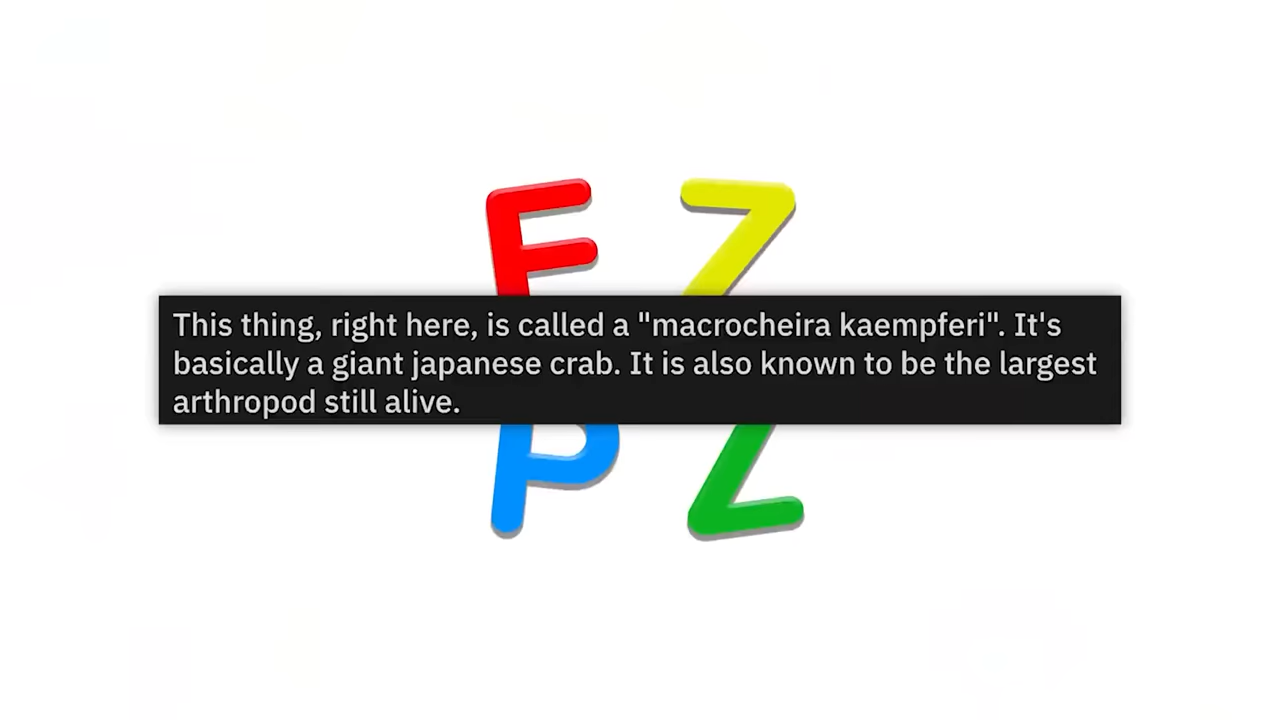 This thing, right here, is called a "macrocheira kaempferi". It's
basically a giant japanese crab. It is also known to be the largest
arthropod still alive.